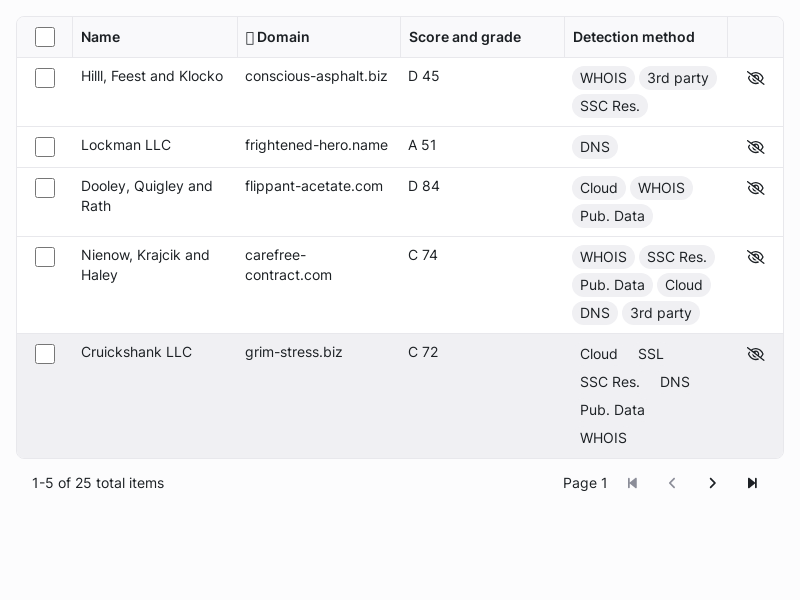 Name Domain Score and grade Detection method
Hilll, Feest and Klocko conscious-asphalt.biz D 45 WHOIS 3rd party
SSC Res.
Lockman LLC frightened-hero.name A 51 DNS
Dooley, Quigley and flippant-acetate.com D 84 Cloud WHOIS
Rath Pub. Data
Nienow, Krajcik and carefree- C 74 WHOIS SSC Res.
Haley contract.com Pub. Data Cloud
DNS 3rd party
Cruickshank LLC grim-stress.biz C 72 Cloud SSL
SSC Res. DNS
Pub. Data
WHOIS
1-5 of 25 total items Page 1